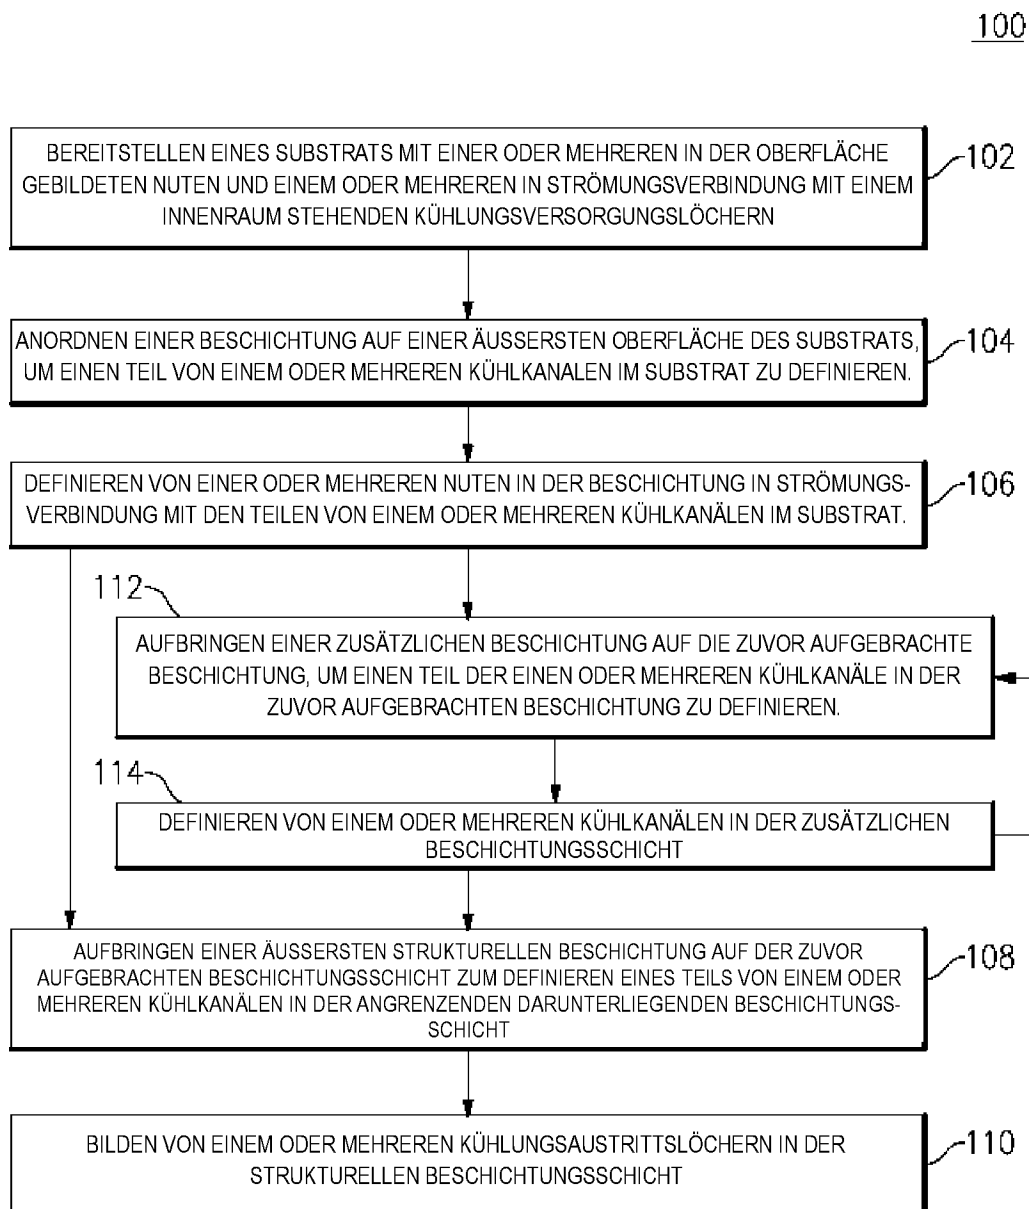 100
BEREITSTELLEN EINES SUBSTRATS MIT EINER ODER MEHREREN IN DER OBERFLÄCHE
GEBILDETEN NUTEN UND EINEM ODER MEHREREN IN STRÖMUNGSVERBINDUNG MIT EINEM
INNENRAUM STEHENDEN KÜHLUNGSVERSORGUNGSLÖCHERN
102
ANORDNEN EINER BESCHICHTUNG AUF EINER ÄUSSERSTEN OBERFLÄCHE DES SUBSTRATS,
UM EINEN TEIL VON EINEM ODER MEHREREN KÜHLKANALEN IM SUBSTRAT ZU DEFINIEREN.
104
DEFINIEREN VON EINER ODER MEHREREN NUTEN IN DER BESCHICHTUNG IN STRÖMUNGS-
VERBINDUNG MIT DEN TEILEN VON EINEM ODER MEHREREN KÜHLKANÄLEN IM SUBSTRAT.
106
112
AUFBRINGEN EINER ZUSÄTZLICHEN BESCHICHTUNG AUF DIE ZUVOR AUFGEBRACHTE
BESCHICHTUNG, UM EINEN TEIL DER EINEN ODER MEHREREN KÜHLKANÄLE IN DER
ZUVOR AUFGEBRACHTEN BESCHICHTUNG ZU DEFINIEREN.
114
DEFINIEREN VON EINEM ODER MEHREREN KÜHLKANÄLEN IN DER ZUSÄTZLICHEN
BESCHICHTUNGSSCHICHT
AUFBRINGEN EINER ÄUSSERSTEN STRUKTURELLEN BESCHICHTUNG AUF DER ZUVOR
AUFGEBRACHTEN BESCHICHTUNGSSCHICHT ZUM DEFINIEREN EINES TEILS VON EINEM ODER
MEHREREN KÜHLKANÄLEN IN DER ANGRENZENDEN DARUNTERLIEGENDEN BESCHICHTUNGS-
SCHICHT
108
BILDEN VON EINEM ODER MEHREREN KÜHLUNGSAUSTRITTSLÖCHERN IN DER
STRUKTURELLEN BESCHICHTUNGSSCHICHT
110